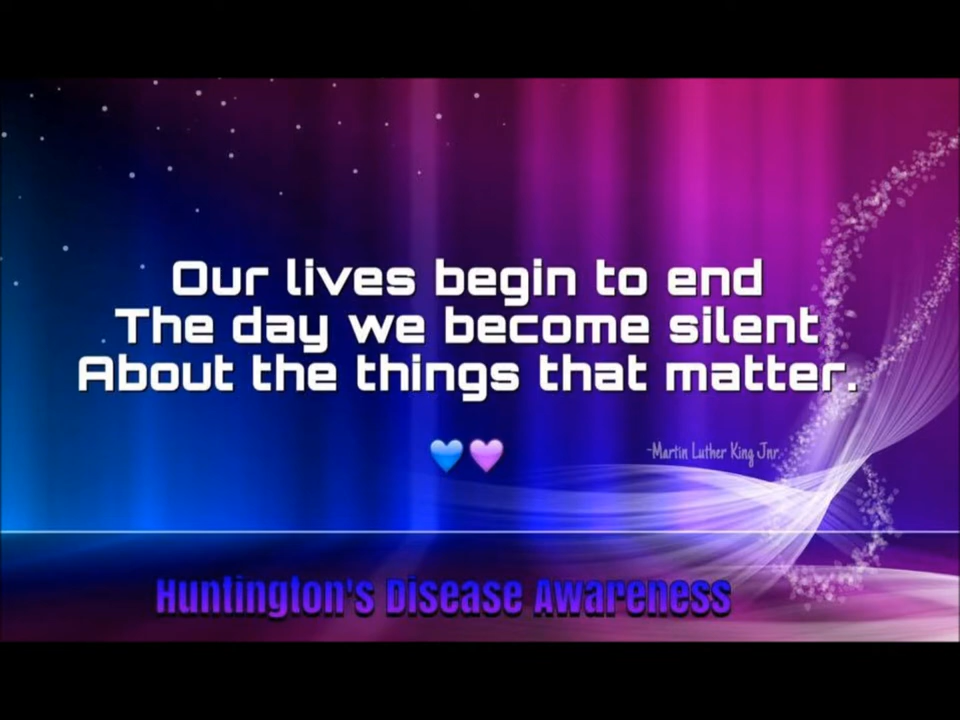 Our lives begin to end
The day we become silent
About the things that matter.
-Martin Luther King Jnr.
Huntington's Disease Awareness